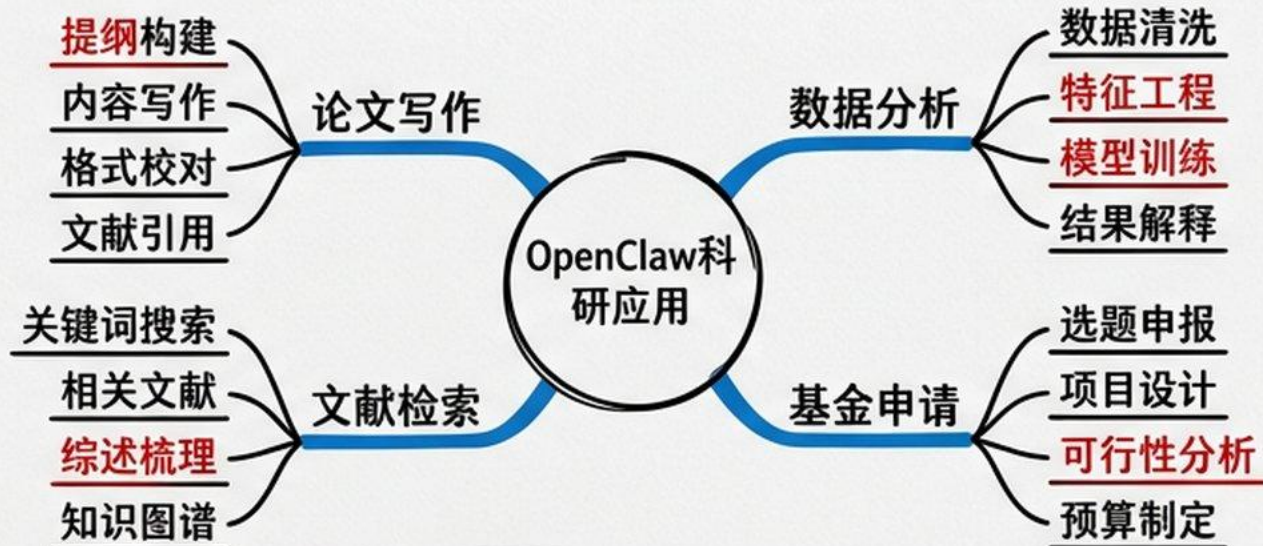 提纲构建
内容写作
格式校对
文献引用
论文写作
关键词搜索
相关文献
综述梳理
知识图谱
文献检索
OpenClaw科
研应用
数据分析
数据清洗
特征工程
模型训练
结果解释
基金申请
选题申报
项目设计
可行性分析
预算制定